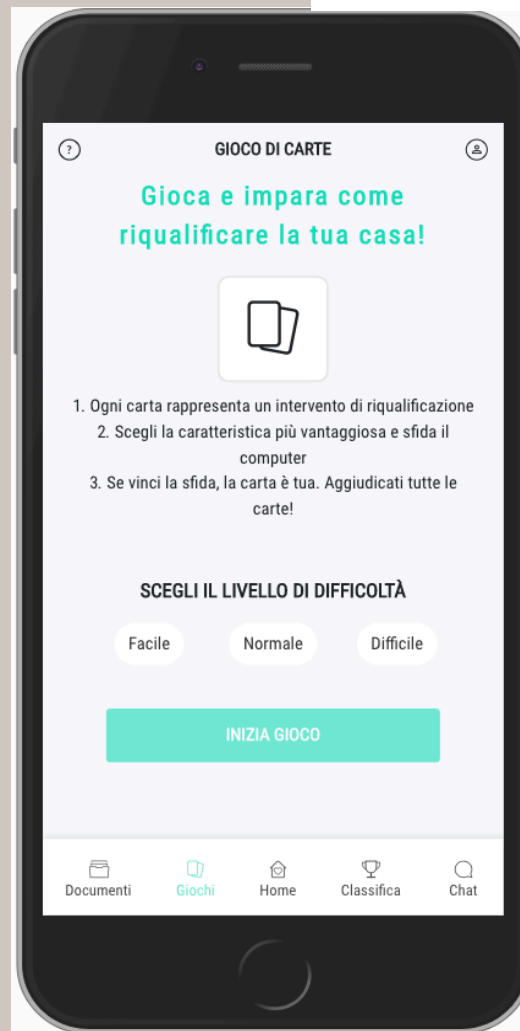 ?
GIOCO DI CARTE
Gioca e impara come
riqualificare la tua casa!
1. Ogni carta rappresenta un intervento di riqualificazione
2. Scegli la caratteristica più vantaggiosa e sfida il
computer
3. Se vinci la sfida, la carta è tua. Aggiudicati tutte le
carte!
SCEGLI IL LIVELLO DI DIFFICOLTÀ
Facile Normale Difficile
INIZIA GIOCO
Documenti Giochi Home Classifica Chat